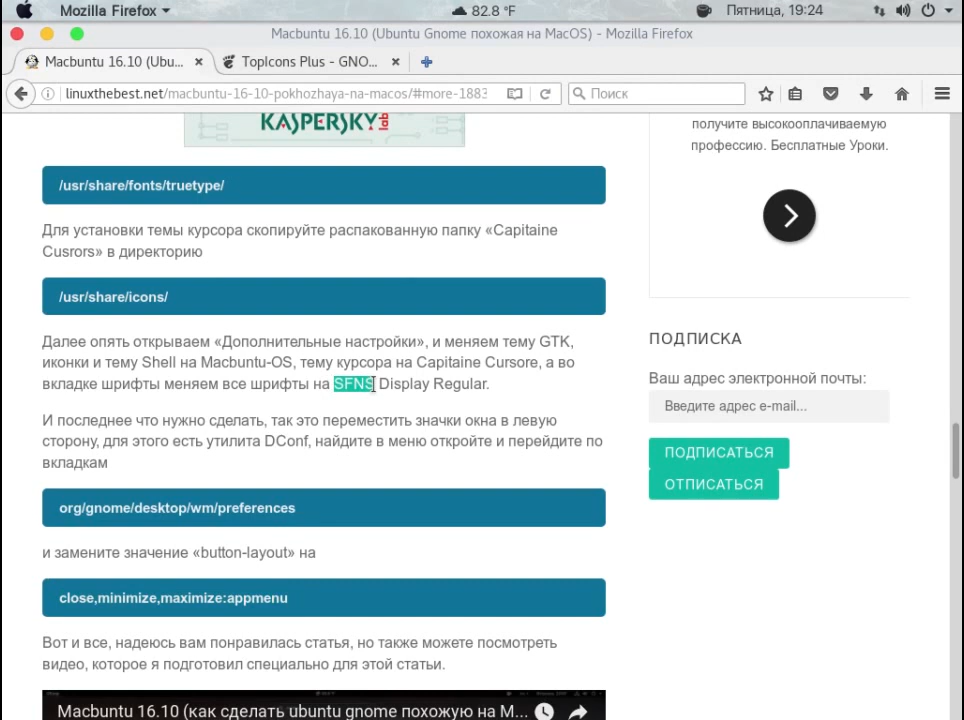 Mozilla Firefox
82.8 °F
Пятница, 19:24
Macbuntu 16.10 (Ubuntu Gnome похожая на MacOS) - Mozilla Firefox
Macbuntu 16.10 (Ubu...
TopIcons Plus - GNO...
linuxthebest.net/macbuntu-16-10-pokhozhaya-na-macos/#more-1883
Поиск
KASPERSKY lab
получите высокооплачиваемую
профессию. Бесплатные Уроки.
/usr/share/fonts/truetype/
Для установки темы курсора скопируйте распакованную папку «Capitaine
Cusrors» в директорию
/usr/share/icons/
Далее опять открываем «Дополнительные настройки», и меняем тему GTK,
иконки и тему Shell на Macbuntu-OS, тему курсора на Capitaine Cursore, а во
вкладке шрифты меняем все шрифты на SFNS Display Regular.
И последнее что нужно сделать, так это переместить значки окна в левую
сторону, для этого есть утилита DConf, найдите в меню откройте и перейдите по
вкладкам
org/gnome/desktop/wm/preferences
и замените значение «button-layout» на
close,minimize,maximize:appmenu
Вот и все, надеюсь вам понравилась статья, но также можете посмотреть
видео, которое я подготовил специально для этой статьи.
Macbuntu 16.10 (как сделать ubuntu gnome похожую на M...
ПОДПИСКА
Ваш адрес электронной почты:
Введите адрес e-mail...
ПОДПИСАТЬСЯ
ОТПИСАТЬСЯ